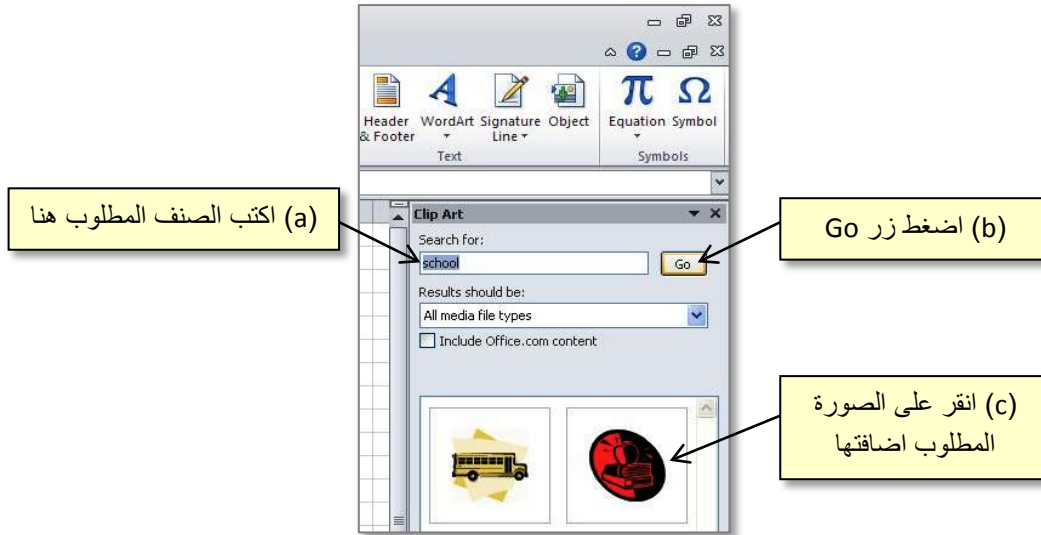 Header & Footer
WordArt
Signature Line
Object
Equation
Symbol
Text
Symbols
Clip Art
(a) اكتب الصنف المطلوب هنا
Search for:
school
Go
(b) اضغط زر Go
Results should be:
All media file types
Include Office.com content
(c) انقر على الصورة
المطلوب اضافتها